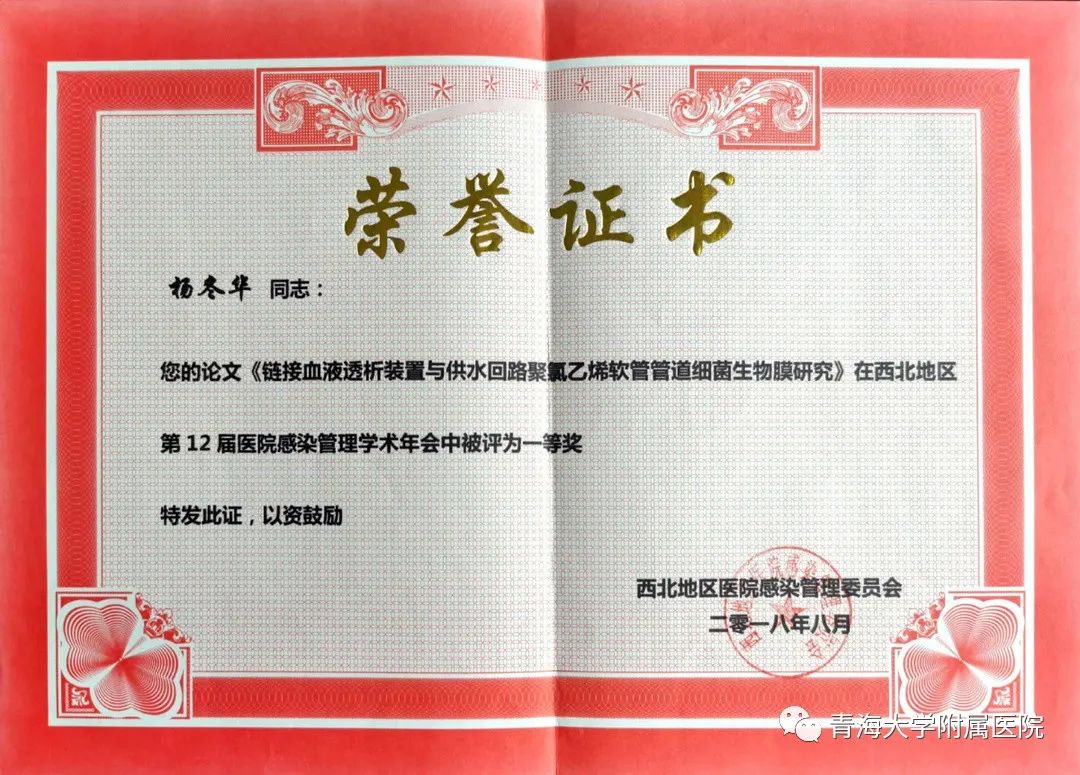 荣誉证书
杨冬华 同志：
您的论文《链接血液透析装置与供水回路聚氯乙烯软管管道细菌生物膜研究》在西北地区
第12届医院感染管理学术年会中被评为一等奖
特发此证，以资鼓励
西北地区医院感染管理委员会
二零一八年八月
青海大学附属医院